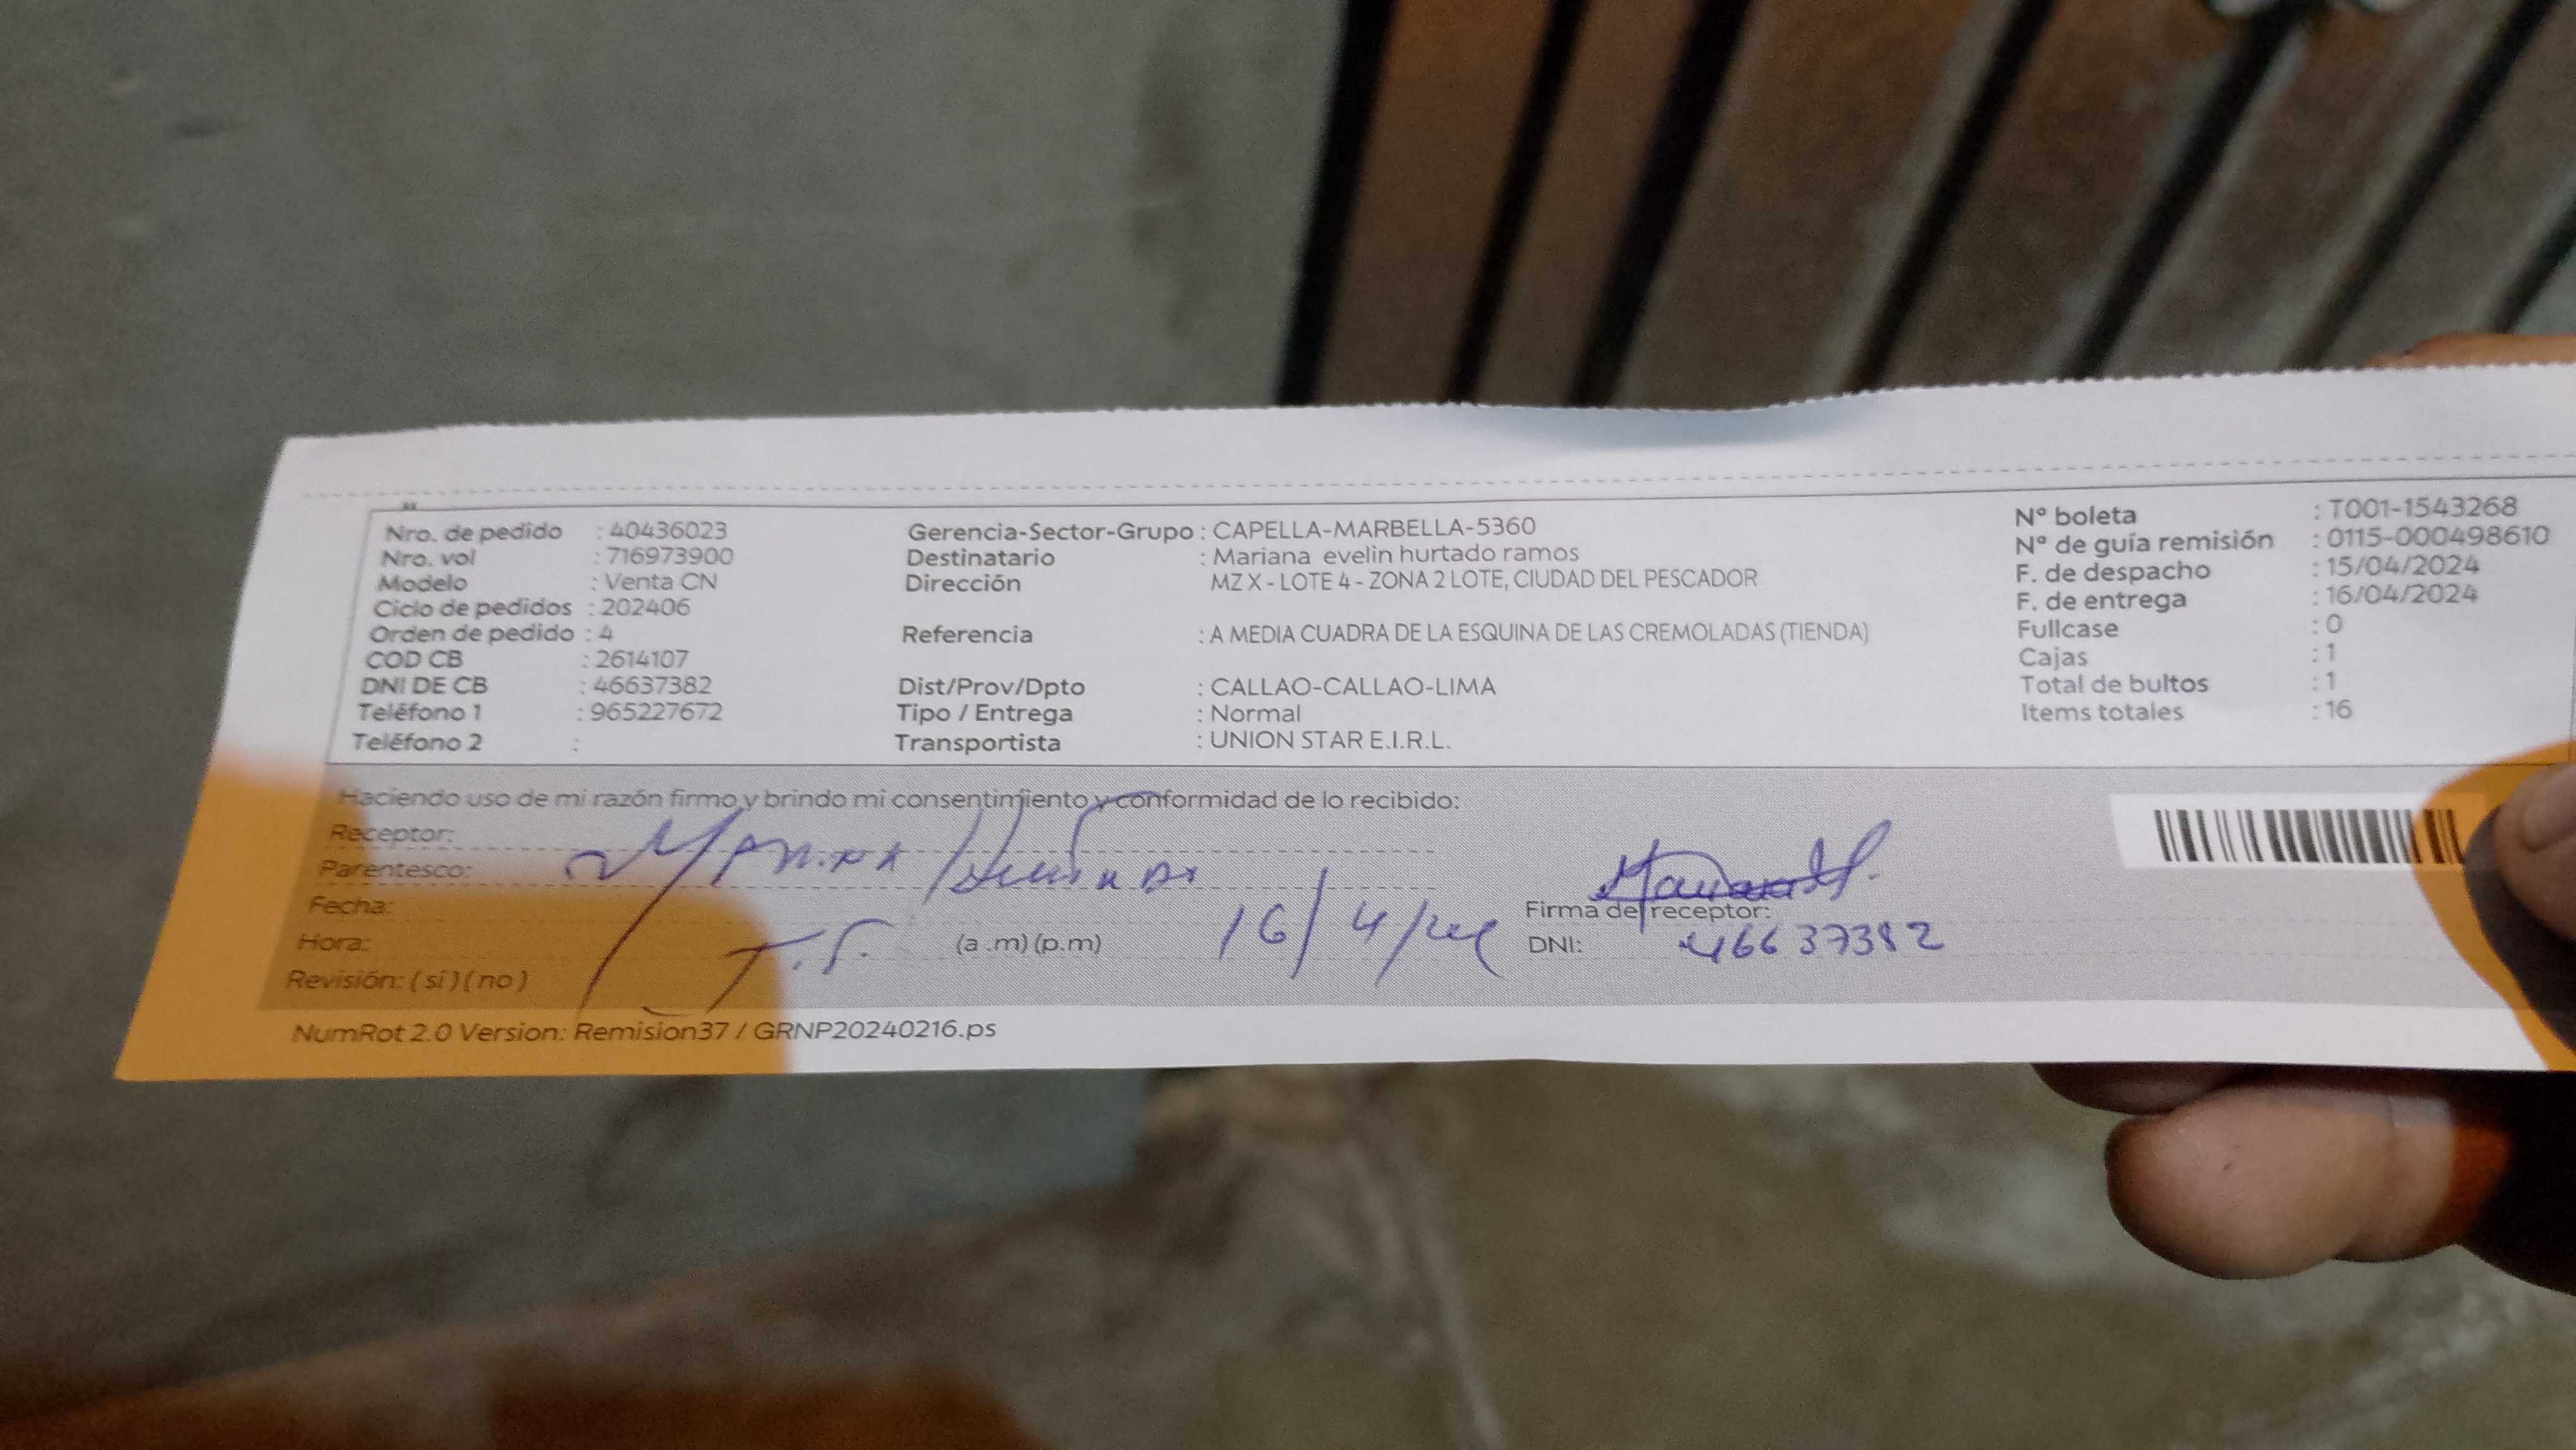 Nro. de pedido : 40436023
Nro. vol : 716973900
Modelo : Venta CN
Ciclo de pedidos : 202406
Orden de pedido : 4
COD CB : 2614107
DNI DE CB : 46637382
Teléfono 1 : 965227672
Teléfono 2 :
Gerencia-Sector-Grupo : CAPELLA-MARBELLA-5360
Destinatario : Mariana evelin hurtado ramos
Dirección MZ X - LOTE 4 - ZONA 2 LOTE, CIUDAD DEL PESCADOR
Referencia : A MEDIA CUADRA DE LA ESQUINA DE LAS CREMOLADAS (TIENDA)
Dist/Prov/Dpto : CALLAO-CALLAO-LIMA
Tipo / Entrega : Normal
Transportista : UNION STAR E.I.R.L.
Nº boleta : T001-1543268
Nº de guía remisión : 0115-000498610
F. de despacho : 15/04/2024
F. de entrega : 16/04/2024
Fullcase : 0
Cajas : 1
Total de bultos : 1
Items totales : 16
Haciendo uso de mi razón firmo y brindo mi consentimiento y conformidad de lo recibido:
Receptor:
Parentesco:
Fecha:
Hora: T.T. (a .m) (p.m) 16/4/24
Revisión: ( sí ) ( no )
Firma del receptor:
DNI: 46637382
NumRot 2.0 Version: Remision37 / GRNP20240216.ps